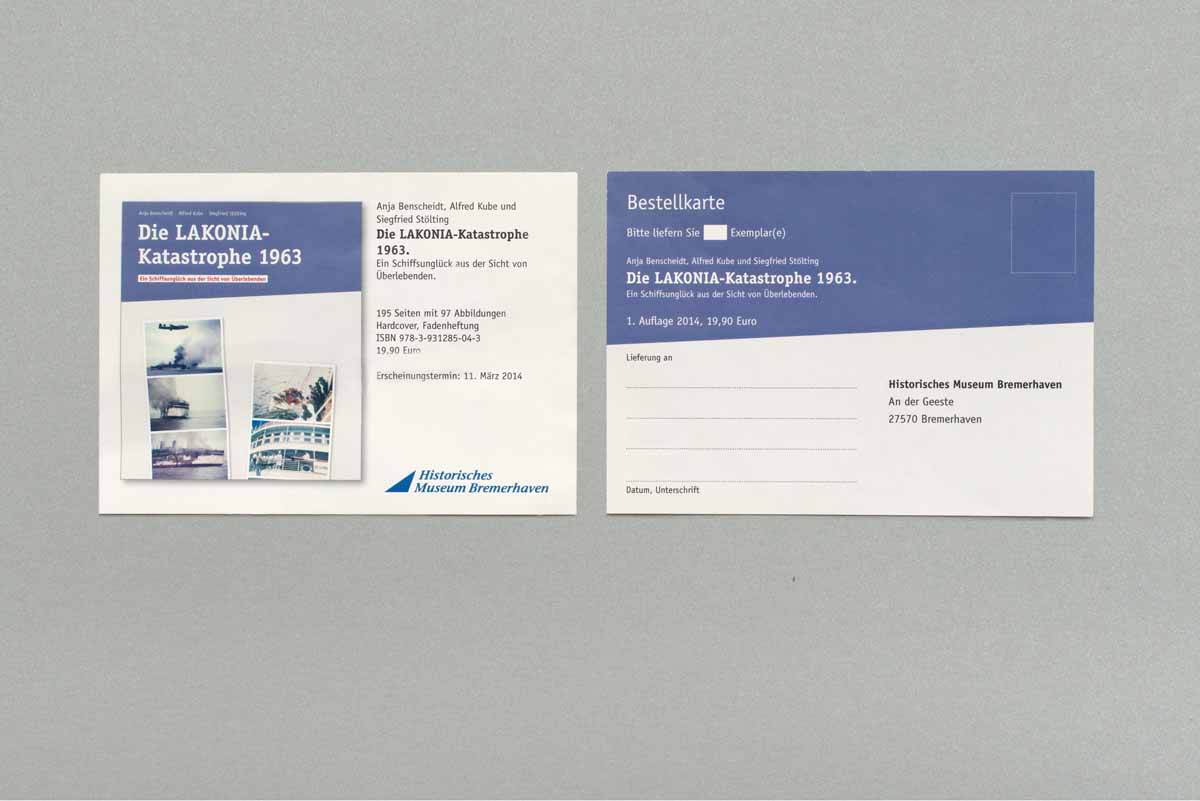 Anja Benscheidt   Alfred Kube   Siegfried Stölting
Die LAKONIA-
Katastrophe 1963
Ein Schiffsunglück aus der Sicht von Überlebenden
Anja Benscheidt, Alfred Kube und
Siegfried Stölting
Die LAKONIA-Katastrophe
1963.
Ein Schiffsunglück aus der Sicht von
Überlebenden.
195 Seiten mit 97 Abbildungen
Hardcover, Fadenheftung
ISBN 978-3-931285-04-3
19,90 Euro
Erscheinungstermin: 11. März 2014
Historisches
Museum Bremerhaven
Bestellkarte
Bitte liefern Sie Exemplar(e)
Anja Benscheidt, Alfred Kube und Siegfried Stölting
Die LAKONIA-Katastrophe 1963.
Ein Schiffsunglück aus der Sicht von Überlebenden.
1. Auflage 2014, 19,90 Euro
Lieferung an
Datum, Unterschrift
Historisches Museum Bremerhaven
An der Geeste
27570 Bremerhaven